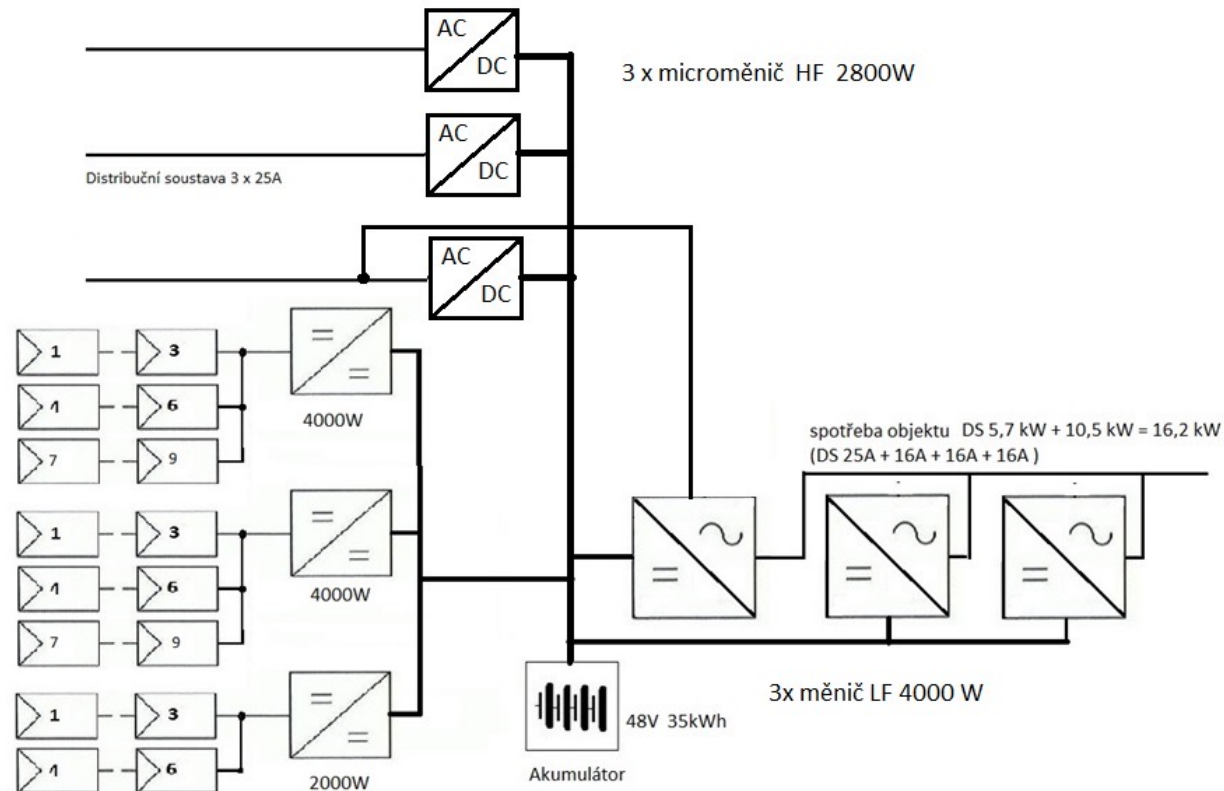 AC
DC
3 x microměnič HF 2800W
AC
DC
Distribuční soustava 3 x 25A
AC
DC
1
3
4
6
7
9
4000W
1
3
4
6
7
9
4000W
spotřeba objektu DS 5,7 kW + 10,5 kW = 16,2 kW
(DS 25A + 16A + 16A + 16A )
1
3
4
6
2000W
48V 35kWh
Akumulátor
3x měnič LF 4000 W